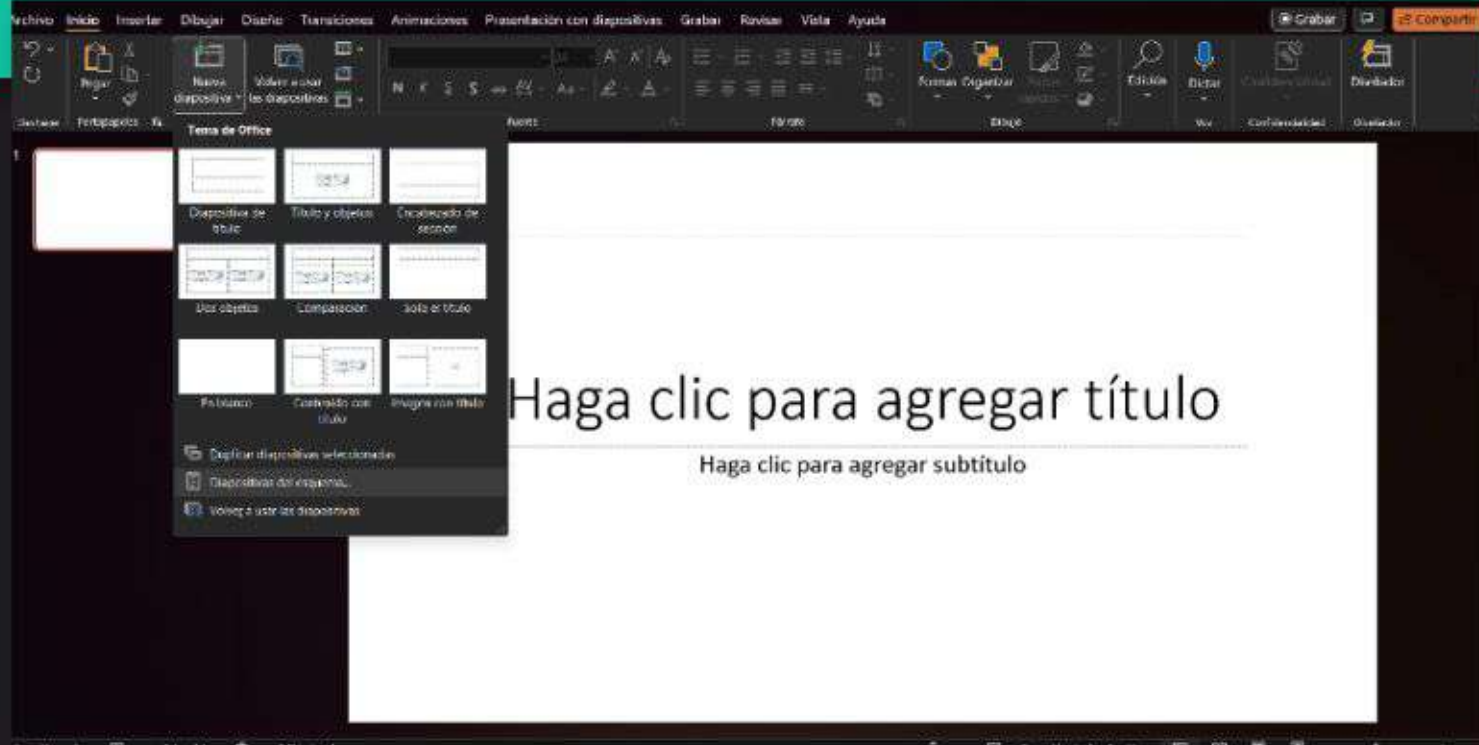 Archivo Inicio Insertar Dibujar Diseño Transiciones Animaciones Presentación con diapositivas Grabar Revisar Vista Ayuda
Grabar Compartir
Pegar
Nueva diapositiva
Volver a usar las diapositivas
N K S S
Formas Organizar
Edición
Dictar
Diseñador
Deshacer Portapapeles Fuente Párrafo Dibujo Voz Confidencialidad Diseñador
1
Tema de Office
Diapositiva de título
Título y objetos
Encabezado de sección
Dos objetos Comparación Solo el título
En blanco
Contenido con título
Imagen con título
Duplicar diapositivas seleccionadas
Diapositivas del esquema...
Volver a usar las diapositivas
Haga clic para agregar título
Haga clic para agregar subtítulo